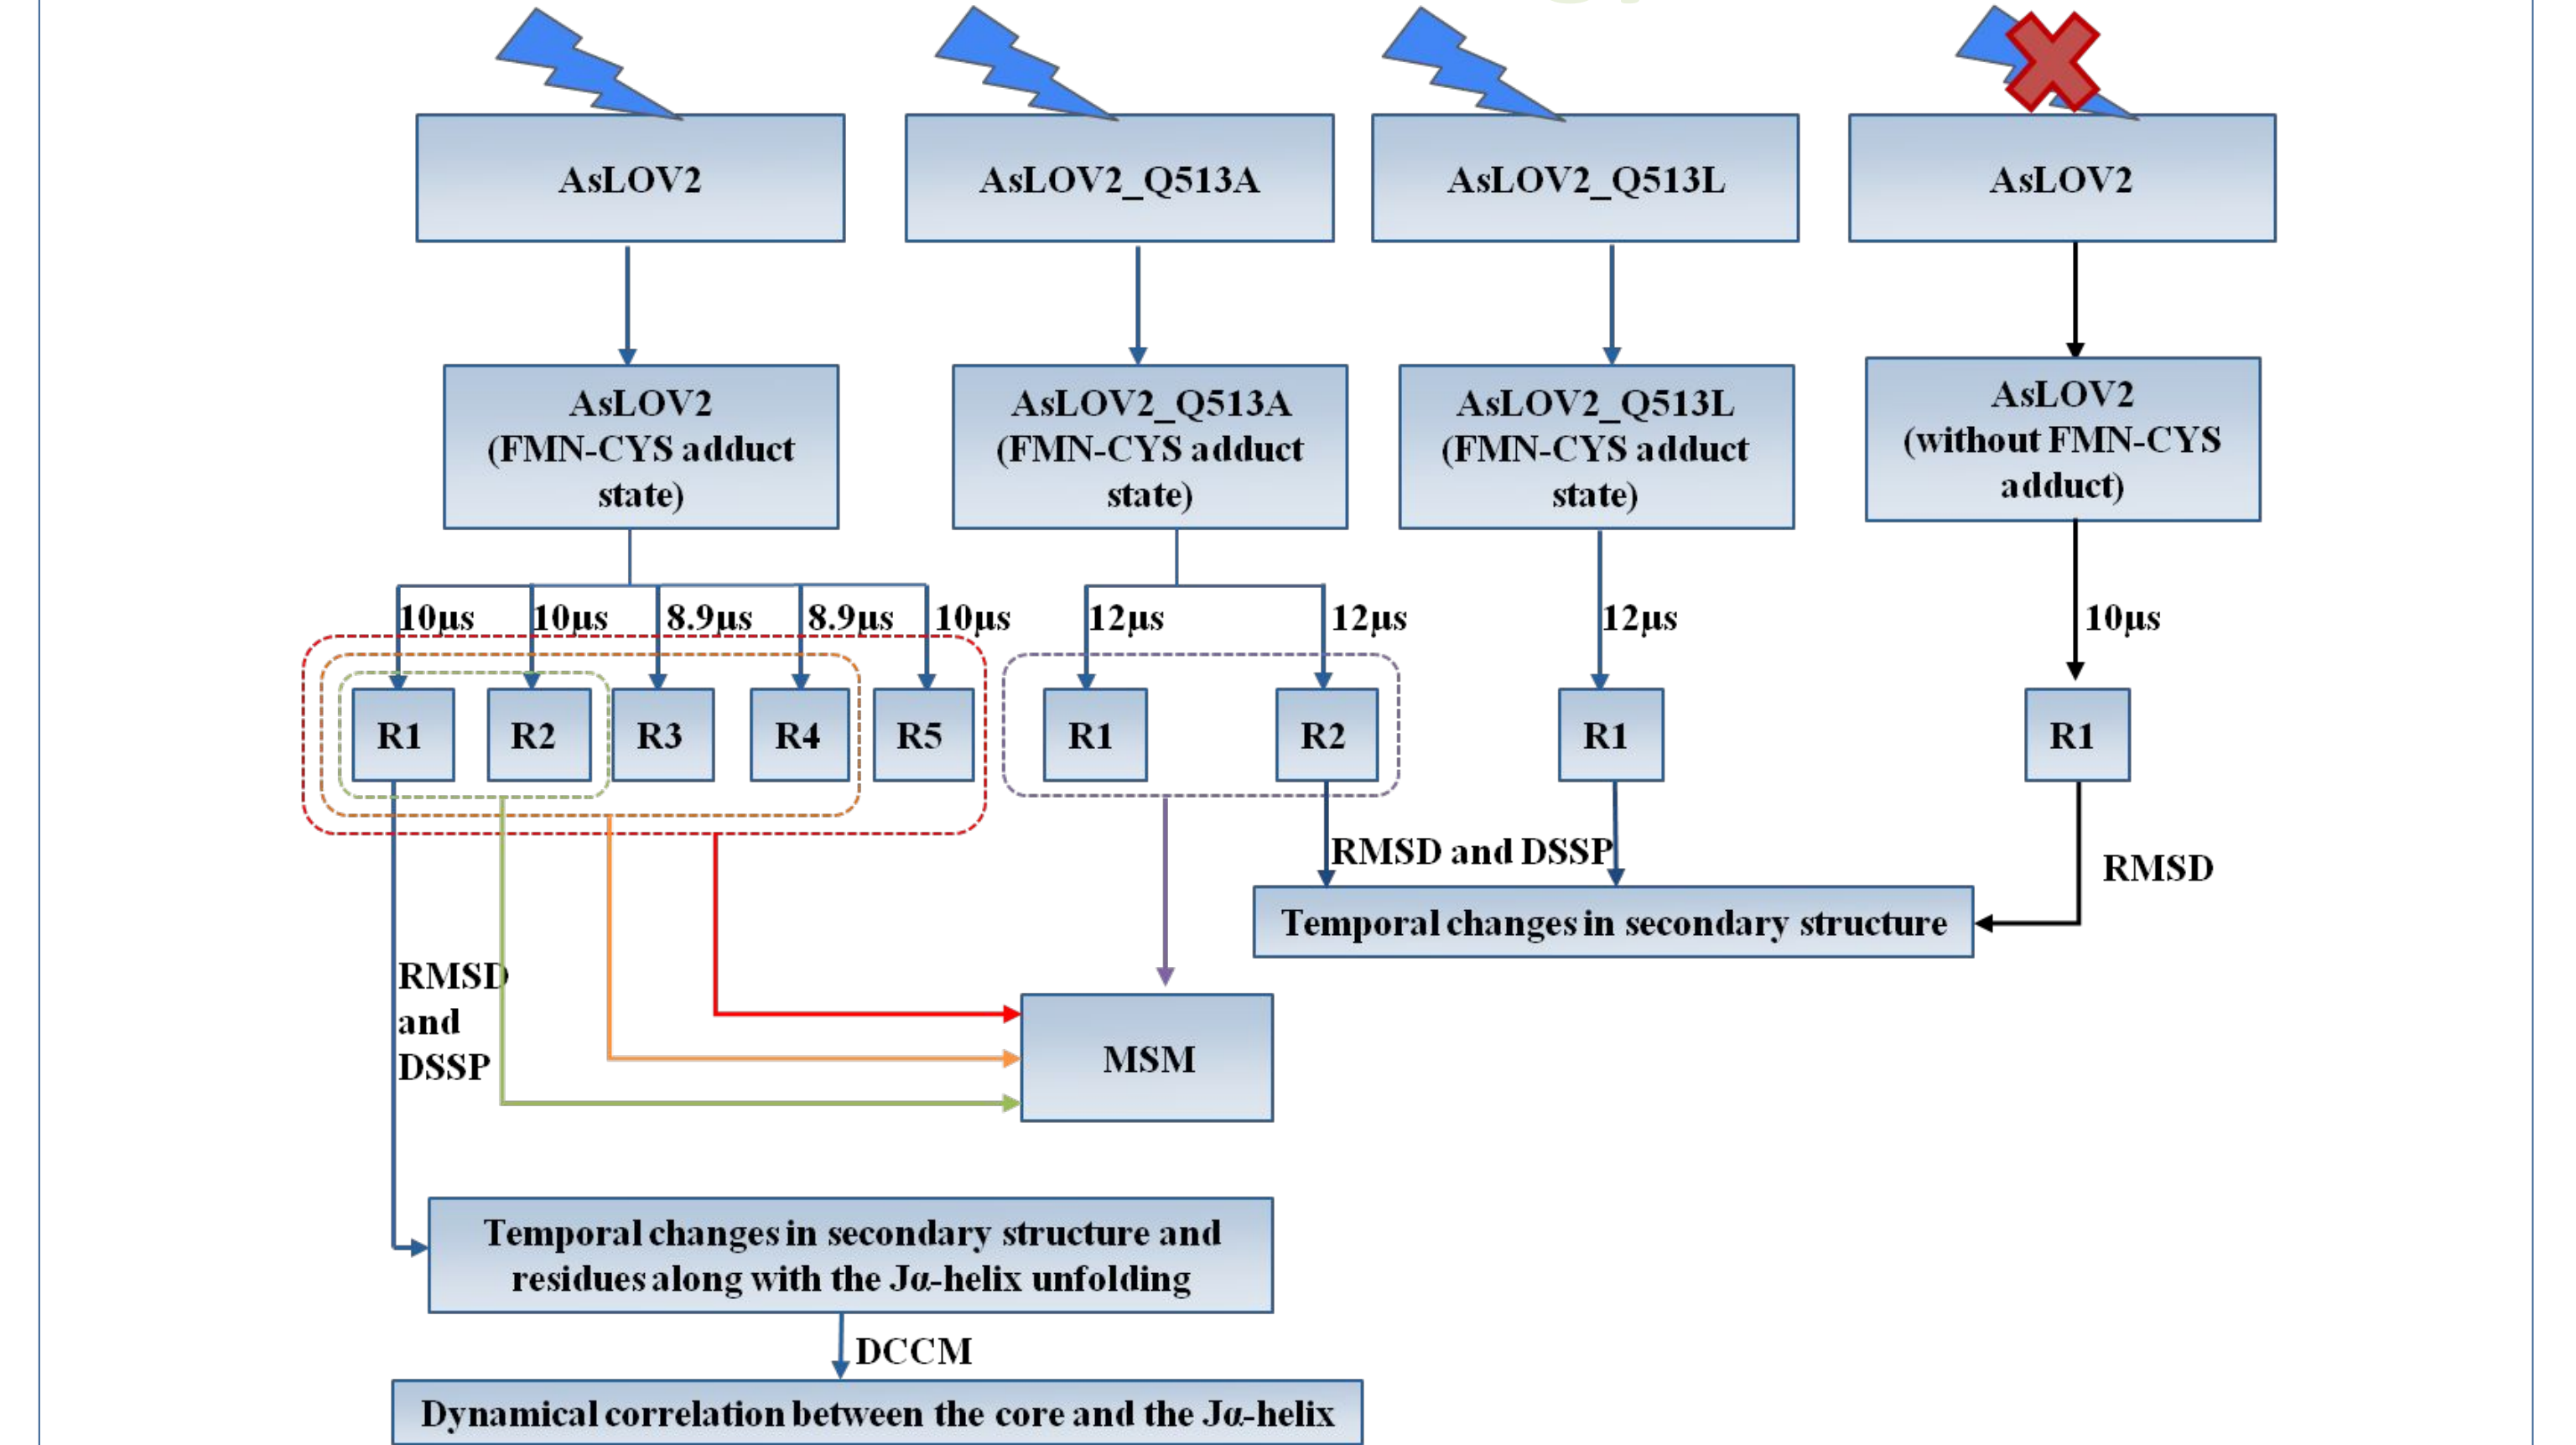 AsLOV2
AsLOV2_Q513A
AsLOV2_Q513L
AsLOV2
AsLOV2
(FMN-CYS adduct
state)
AsLOV2_Q513A
(FMN-CYS adduct
state)
AsLOV2_Q513L
(FMN-CYS adduct
state)
AsLOV2
(without FMN-CYS
adduct)
10μs
10μs
8.9μs
8.9μs
10μs
12μs
12μs
12μs
10μs
R1
R2
R3
R4
R5
R1
R2
R1
R1
RMSD and DSSP
RMSD
Temporal changes in secondary structure
RMSD
and
DSSP
MSM
Temporal changes in secondary structure and
residues along with the Jα-helix unfolding
DCCM
Dynamical correlation between the core and the Jα-helix